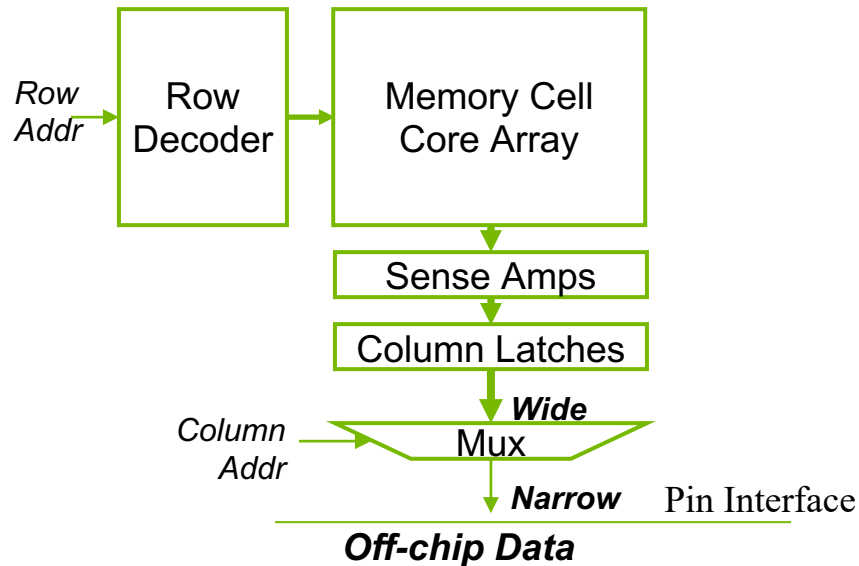 Row
Addr
Row
Decoder
Memory Cell
Core Array
Sense Amps
Column Latches
Wide
Column
Addr
Mux
Narrow
Pin Interface
Off-chip Data